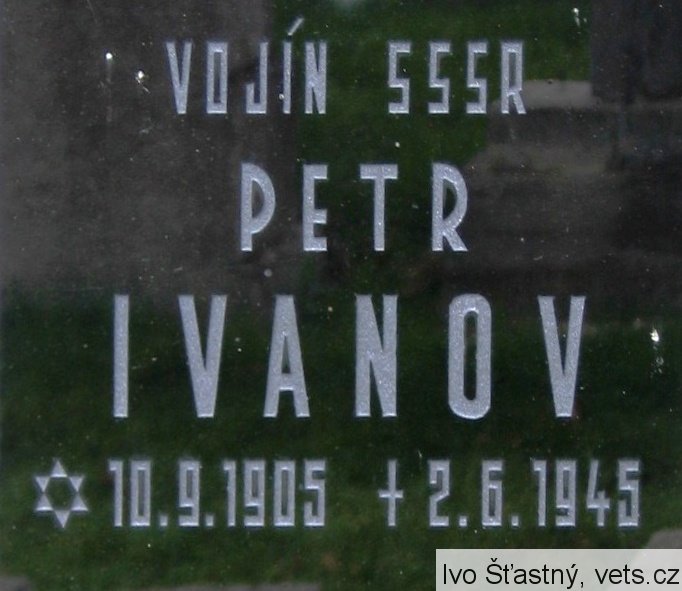 VOJÍN SSSR
PETR
IVANOV
✡ 10.9.1905 † 2.6.1945
Ivo Šťastný, vets.cz